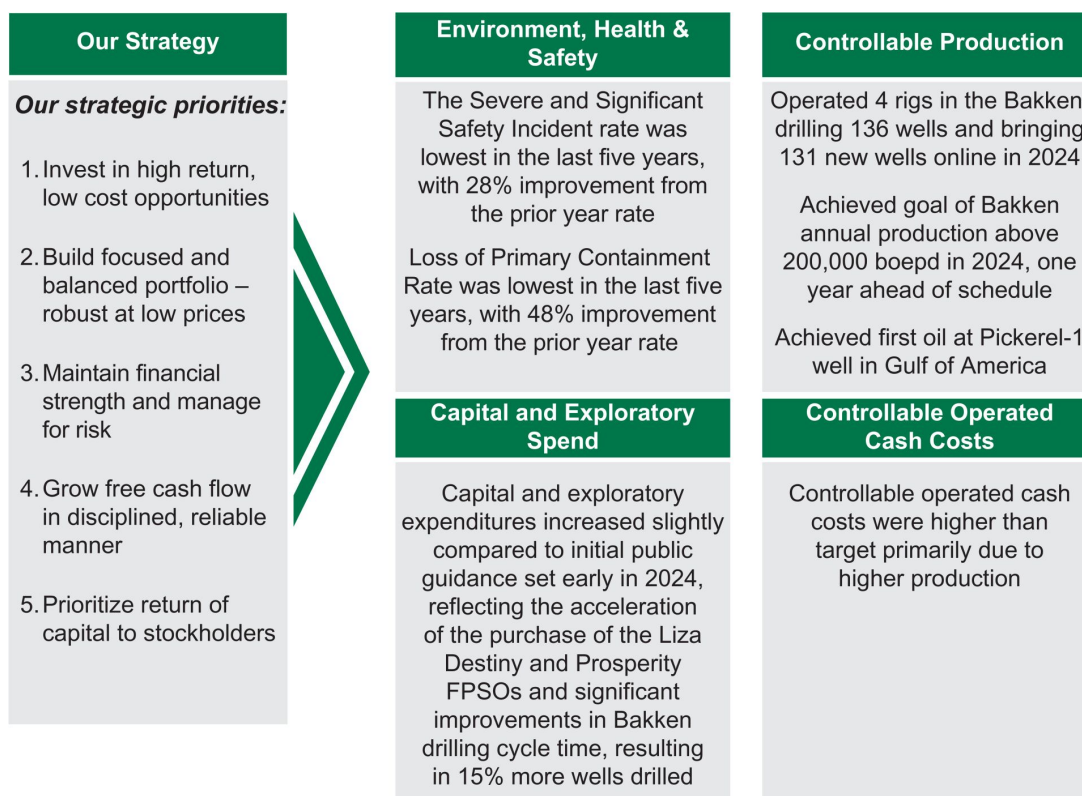 Our Strategy
Our strategic priorities:
1. Invest in high return,
low cost opportunities
2. Build focused and
balanced portfolio –
robust at low prices
3. Maintain financial
strength and manage
for risk
4. Grow free cash flow
in disciplined, reliable
manner
5. Prioritize return of
capital to stockholders
Environment, Health &
Safety
The Severe and Significant
Safety Incident rate was
lowest in the last five years,
with 28% improvement from
the prior year rate
Loss of Primary Containment
Rate was lowest in the last five
years, with 48% improvement
from the prior year rate
Controllable Production
Operated 4 rigs in the Bakken
drilling 136 wells and bringing
131 new wells online in 2024
Achieved goal of Bakken
annual production above
200,000 boepd in 2024, one
year ahead of schedule
Achieved first oil at Pickerel-1
well in Gulf of America
Capital and Exploratory
Spend
Capital and exploratory
expenditures increased slightly
compared to initial public
guidance set early in 2024,
reflecting the acceleration
of the purchase of the Liza
Destiny and Prosperity
FPSOs and significant
improvements in Bakken
drilling cycle time, resulting
in 15% more wells drilled
Controllable Operated
Cash Costs
Controllable operated cash
costs were higher than
target primarily due to
higher production